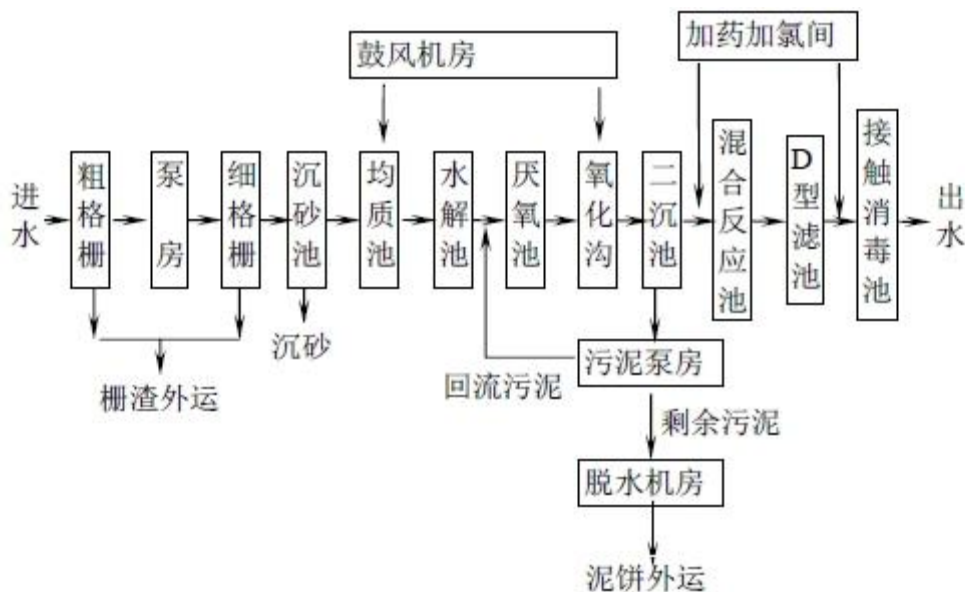 鼓风机房
加药加氯间
进水
粗格栅
泵房
细格栅
沉砂池
均质池
水解池
厌氧池
氧化沟
二沉池
混合反应池
D型滤池
接触消毒池
出水
沉砂
栅渣外运
回流污泥
污泥泵房
剩余污泥
脱水机房
泥饼外运